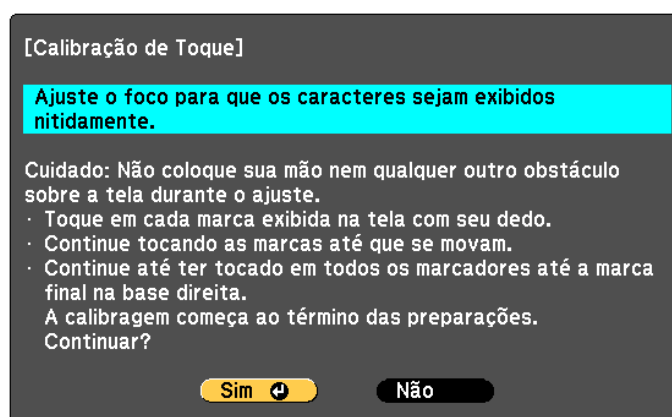 [Calibração de Toque]
Ajuste o foco para que os caracteres sejam exibidos
nitidamente.
Cuidado: Não coloque sua mão nem qualquer outro obstáculo
sobre a tela durante o ajuste.
· Toque em cada marca exibida na tela com seu dedo.
· Continue tocando as marcas até que se movam.
· Continue até ter tocado em todos os marcadores até a marca
final na base direita.
A calibragem começa ao término das preparações.
Continuar?
Sim Não